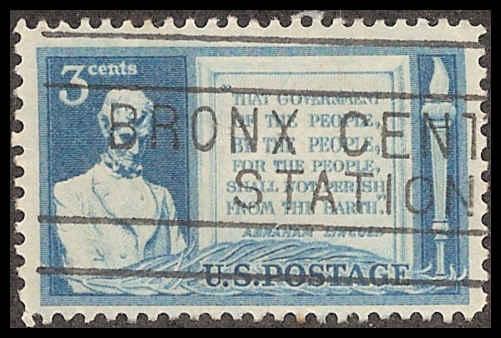 3 cents
"THAT GOVERNMENT
OF THE PEOPLE,
BY THE PEOPLE,
FOR THE PEOPLE,
SHALL NOT PERISH
FROM THE EARTH."
ABRAHAM LINCOLN
U.S.POSTAGE
BRONX CENT
STATION